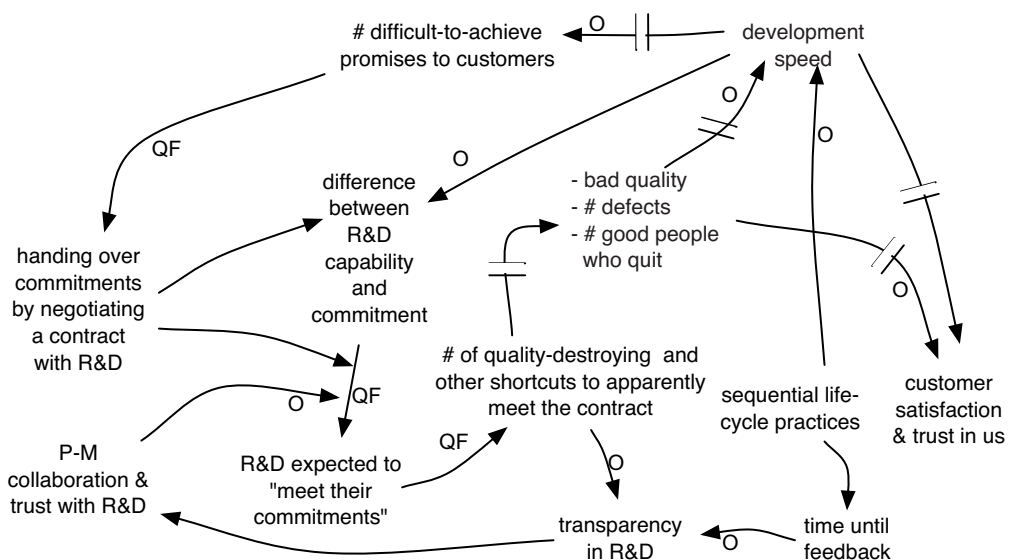 # difficult-to-achieve
promises to customers
O
development
speed
O
O
QF
O
difference
between
R&D
capability
and
commitment
- bad quality
- # defects
- # good people
who quit
handing over
commitments
by negotiating
a contract
with R&D
O
# of quality-destroying and
other shortcuts to apparently
meet the contract
sequential life-
cycle practices
customer
satisfaction
& trust in us
O
QF
P-M
collaboration &
trust with R&D
R&D expected to
"meet their
commitments"
QF
O
transparency
in R&D
O
time until
feedback